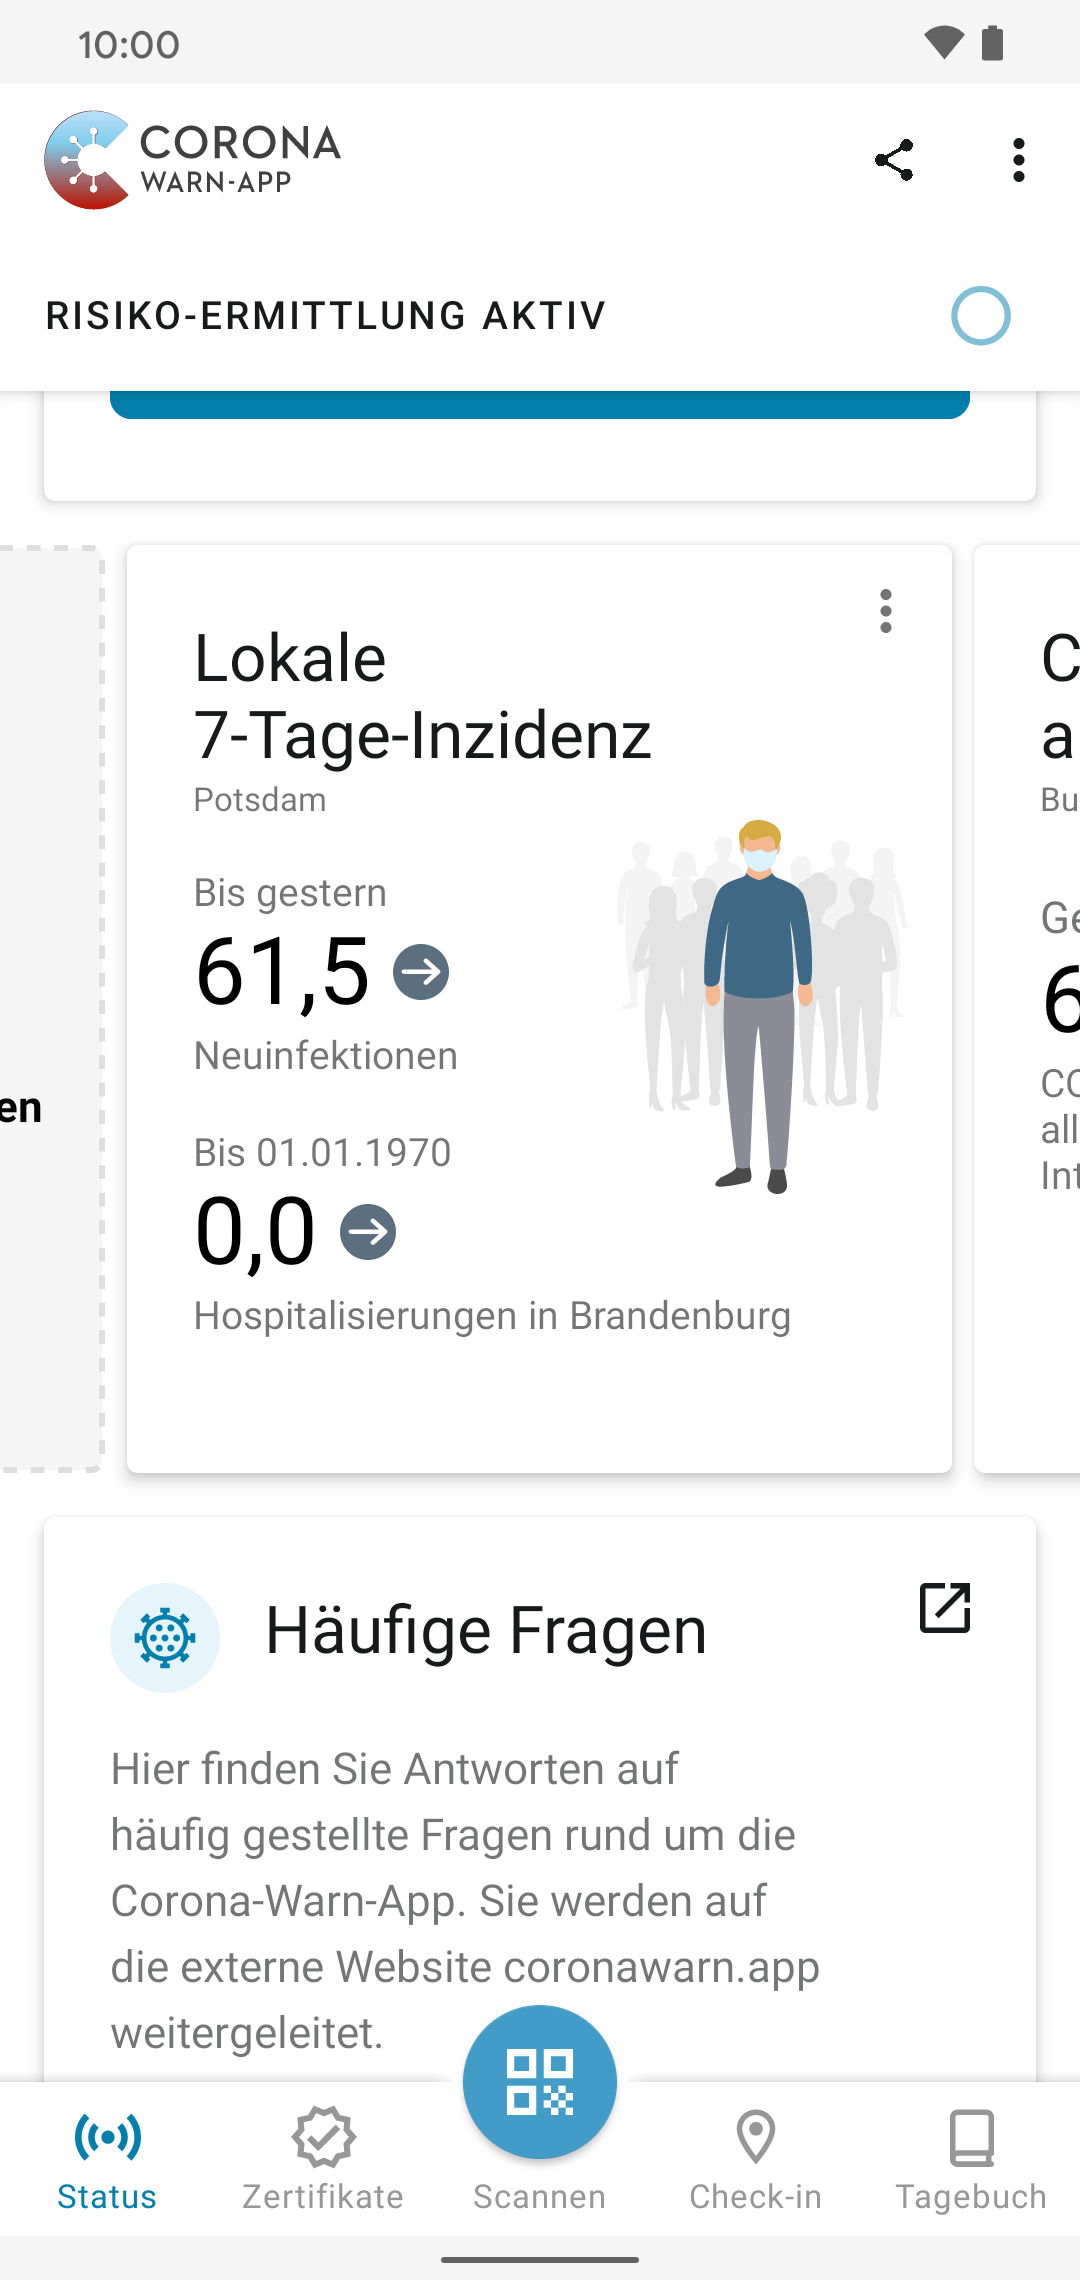 10:00
CORONA
WARN-APP
RISIKO-ERMITTLUNG AKTIV
Lokale
7-Tage-Inzidenz
Potsdam
Bis gestern
61,5
Neuinfektionen
Bis 01.01.1970
0,0
Hospitalisierungen in Brandenburg
en
C
a
Bu
Ge
6
CO
all
Int
Häufige Fragen
Hier finden Sie Antworten auf
häufig gestellte Fragen rund um die
Corona-Warn-App. Sie werden auf
die externe Website coronawarn.app
weitergeleitet.
Status
Zertifikate
Scannen
Check-in
Tagebuch